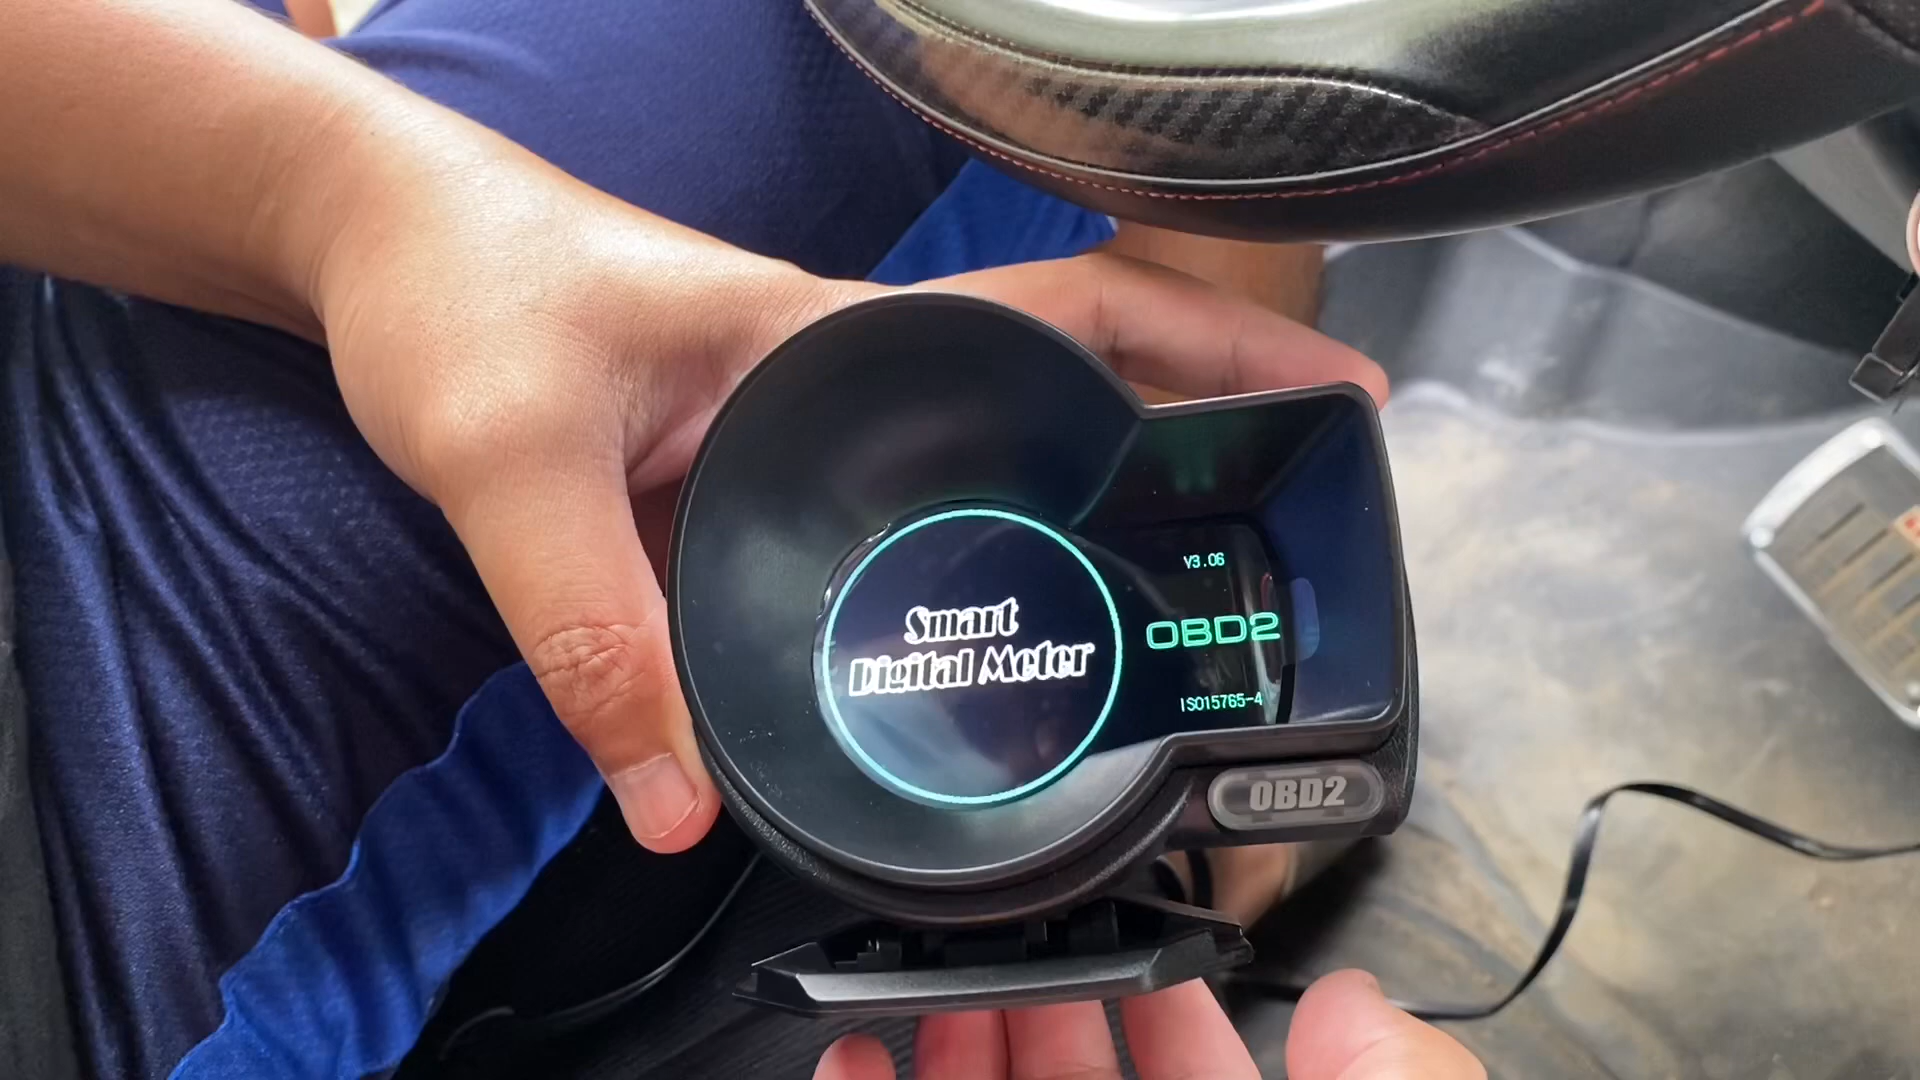 Smart
Digital Meter
V3.06
OBD2
ISO15765-4
OBD2